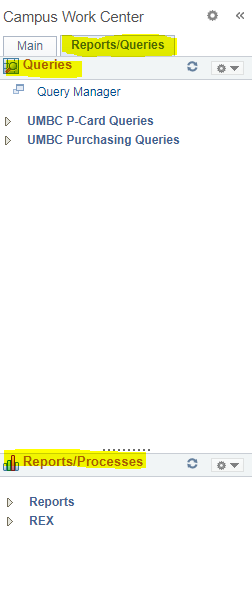 Campus Work Center
Main Reports/Queries
Queries
Query Manager
UMBC P-Card Queries
UMBC Purchasing Queries
Reports/Processes
Reports
REX